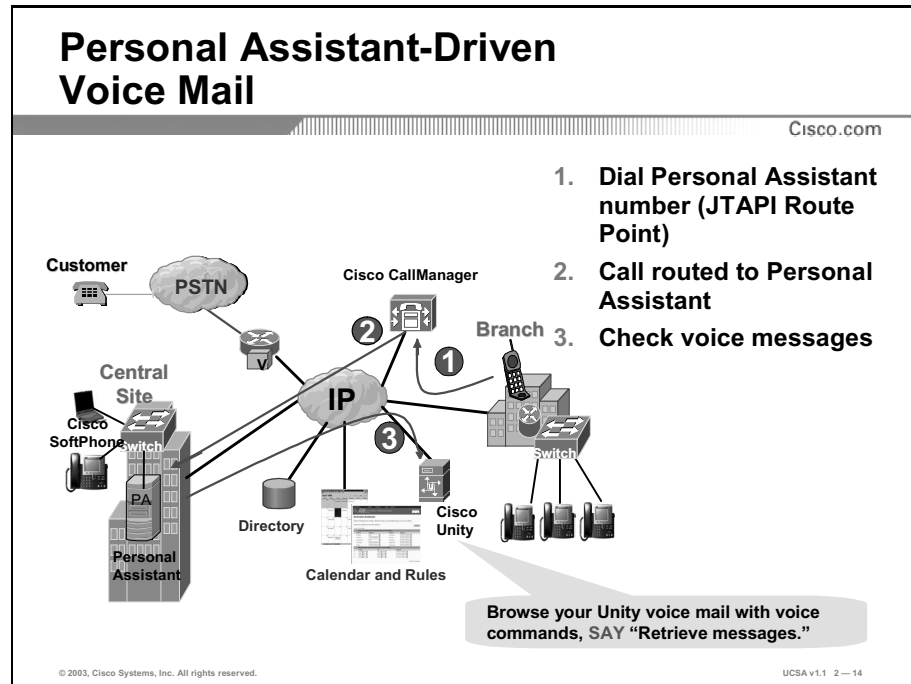 Personal Assistant-Driven
Voice Mail
Cisco.com
1. Dial Personal Assistant
number (JTAPI Route
Point)
2. Call routed to Personal
Assistant
3. Check voice messages
Customer
PSTN
Cisco CallManager
2
Branch
1
V
Central
Site
IP
Cisco
SoftPhone
Switch
3
Switch
PA
Directory
Cisco
Unity
Personal
Assistant
Calendar and Rules
Browse your Unity voice mail with voice
commands, SAY “Retrieve messages.”
© 2003, Cisco Systems, Inc. All rights reserved.
UCSA v1.1 2 — 14